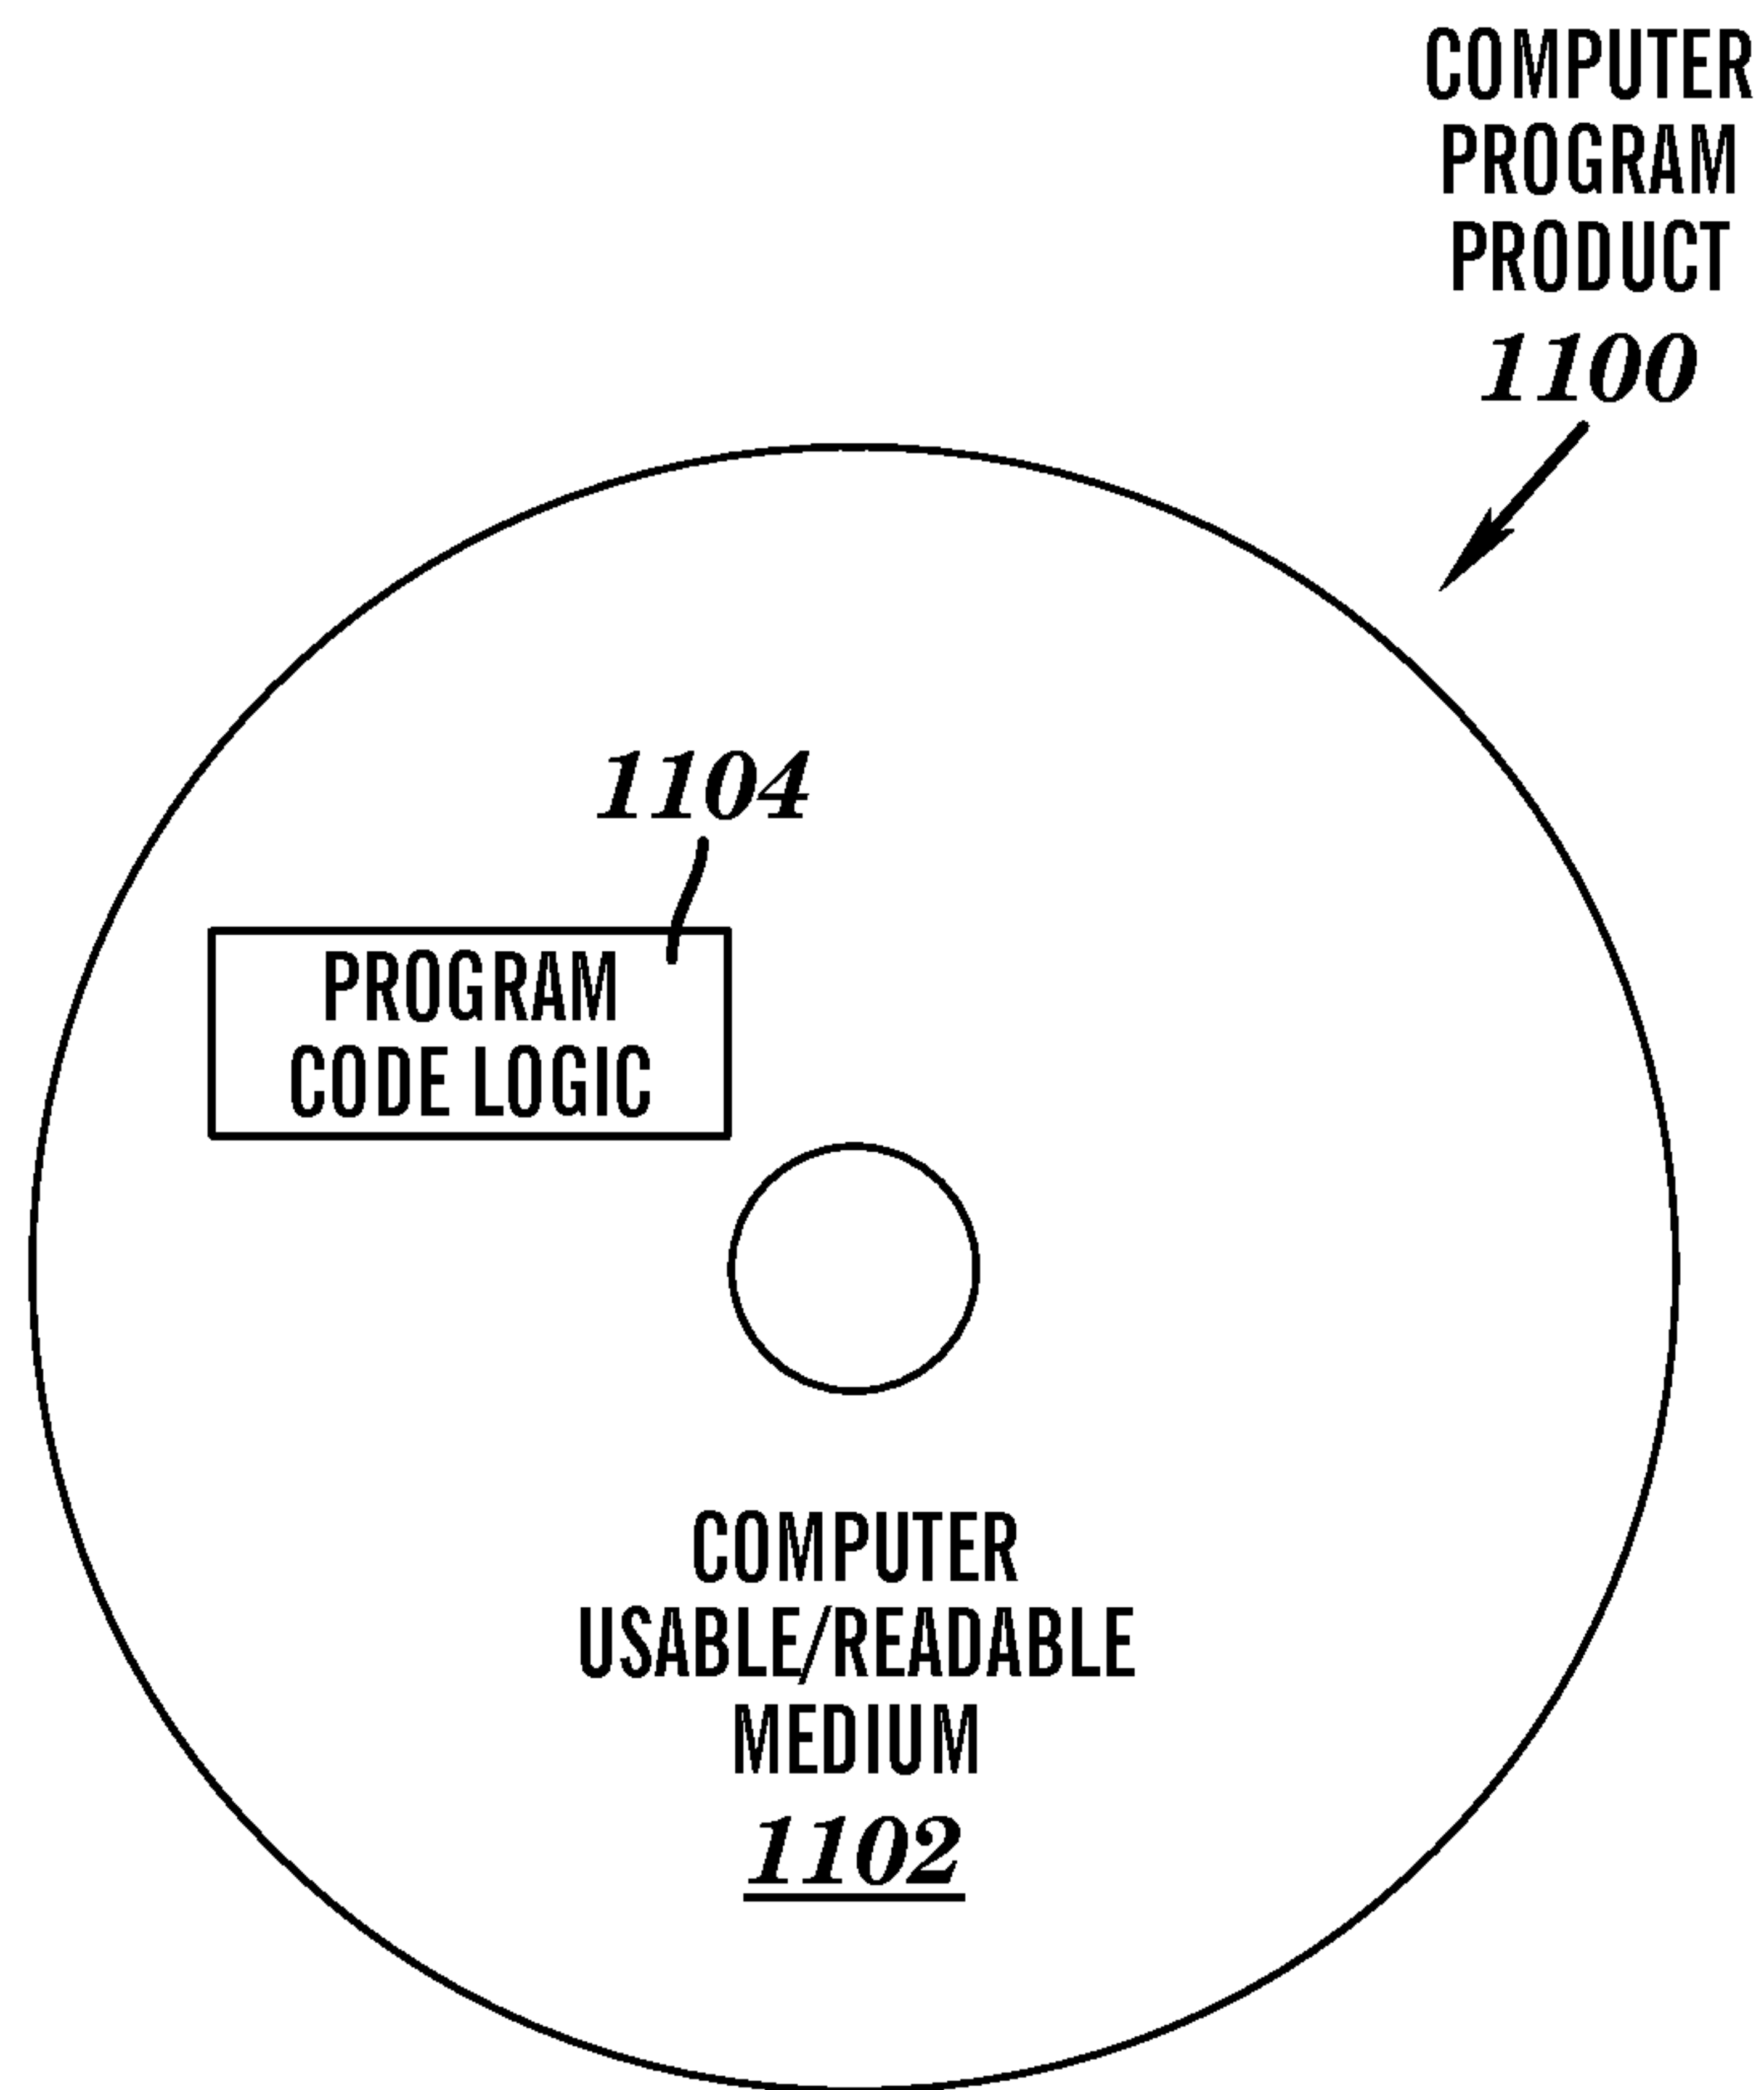 COMPUTER
PROGRAM
PRODUCT
1100
1104
PROGRAM
CODE LOGIC
COMPUTER
USABLE/READABLE
MEDIUM
1102